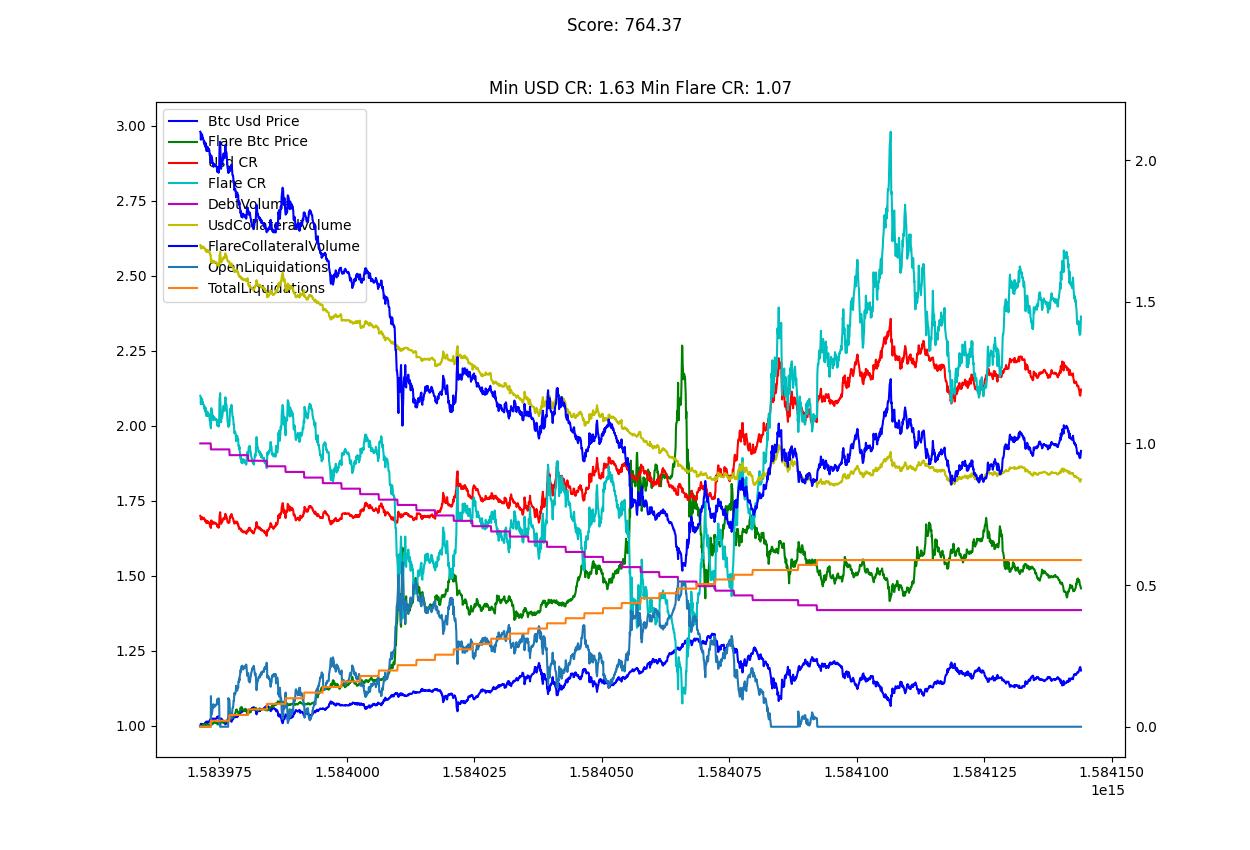 Score: 764.37
Min USD CR: 1.63 Min Flare CR: 1.07
Btc Usd Price
Flare Btc Price
Usd CR
Flare CR
DebtVolume
UsdCollateralVolume
FlareCollateralVolume
OpenLiquidations
TotalLiquidations
3.00
2.75
2.50
2.25
2.00
1.75
1.50
1.25
1.00
2.0
1.5
1.0
0.5
0.0
1.583975
1.584000
1.584025
1.584050
1.584075
1.584100
1.584125
1.584150
1e15